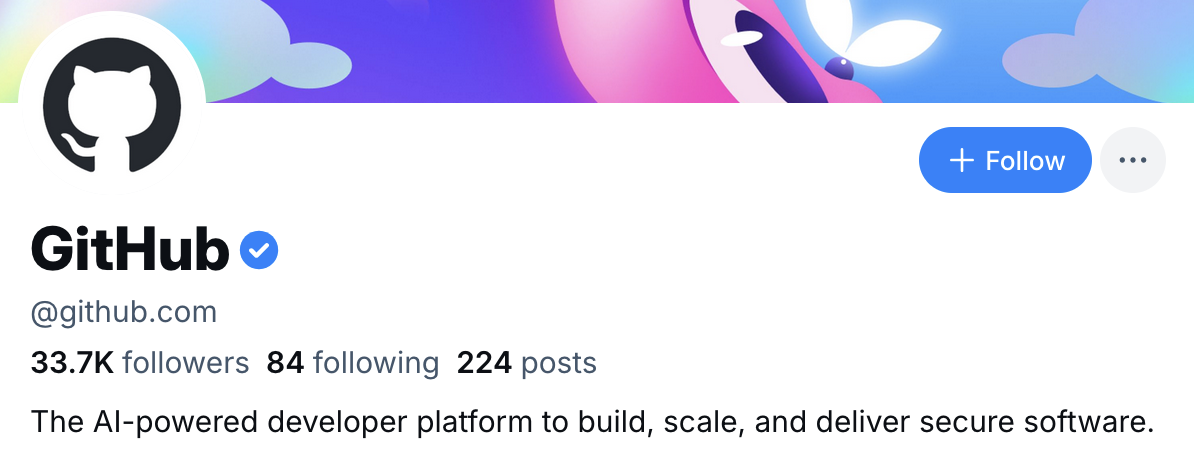 + Follow
GitHub
@github.com
33.7K followers 84 following 224 posts
The AI-powered developer platform to build, scale, and deliver secure software.